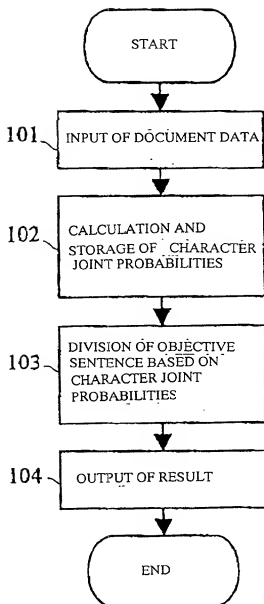 START
101
INPUT OF DOCUMENT DATA
102
CALCULATION AND
STORAGE OF CHARACTER
JOINT PROBABILITIES
103
DIVISION OF OBJECTIVE
SENTENCE BASED ON
CHARACTER JOINT
PROBABILITIES
104
OUTPUT OF RESULT
END